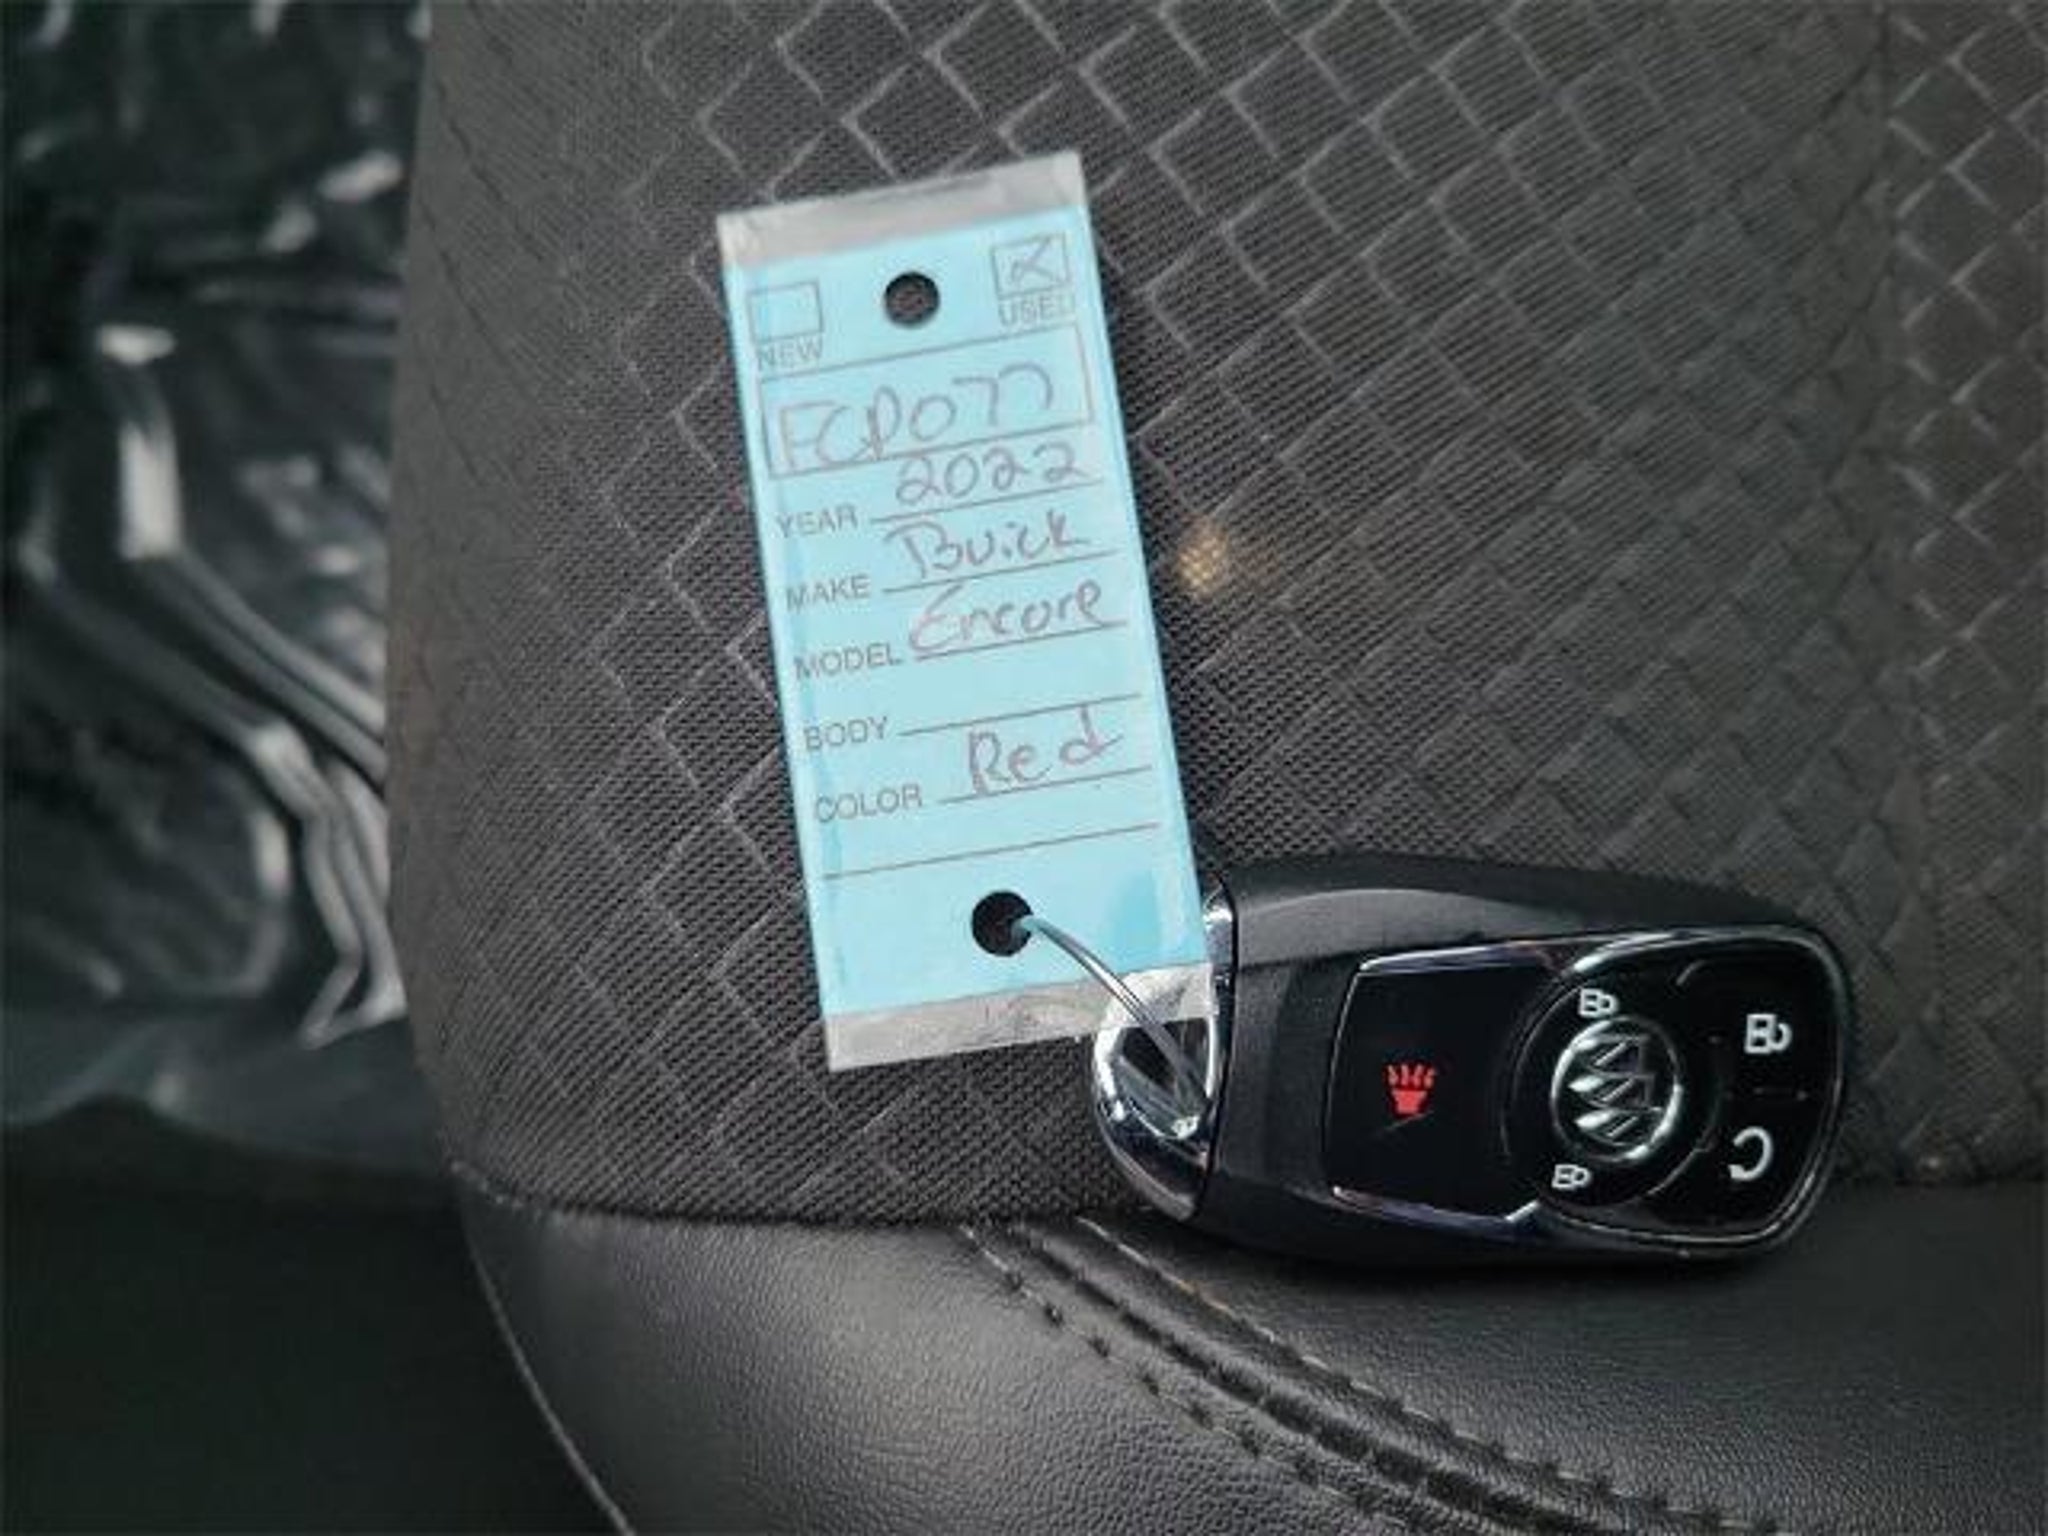 NEW
USED
FCP077
YEAR 2022
MAKE Buick
MODEL Encore
BODY
COLOR Red